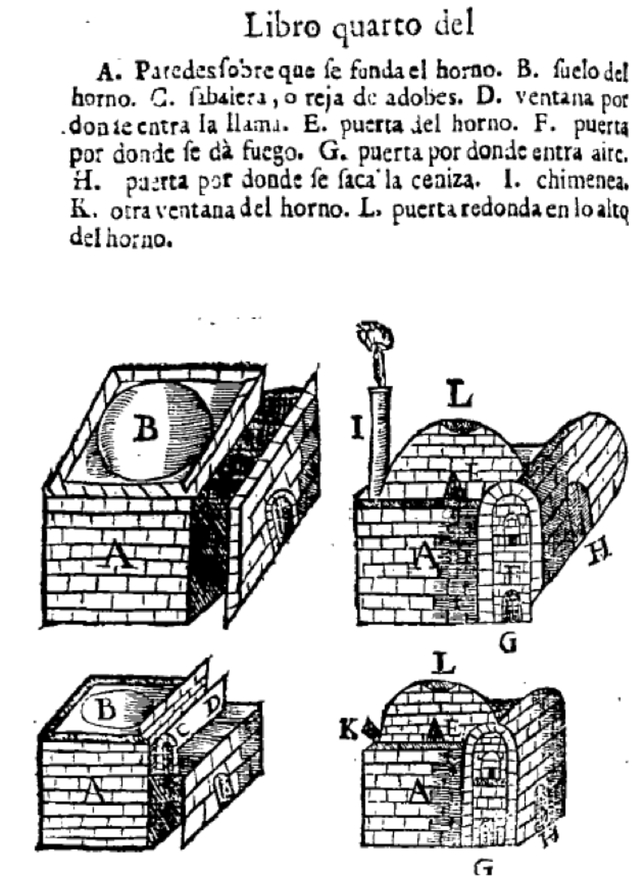 Libro quarto del
A. Paredes ſobre que ſe funda el horno. B. ſuelo del
horno. C. ſabalera, o reja de adobes. D. ventana por
donde entra la llama. E. puerta del horno. F. puerta
por donde ſe dà fuego. G. puerta por donde entra aire.
H. puerta por donde ſe ſaca la ceniza. I. chimenea.
K. otra ventana del horno. L. puerta redonda en lo alto
del horno.
B
A
I
L
E
A
F
H
G
B
C
D
A
L
K
E
A
H
G